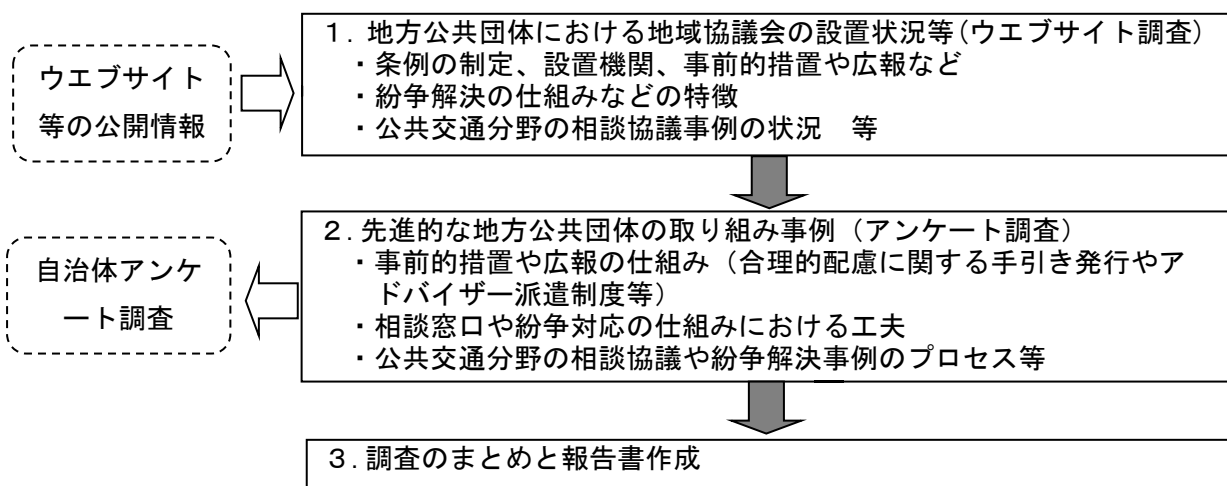 ウエブサイト
等の公開情報
１．地方公共団体における地域協議会の設置状況等(ウエブサイト調査)
・条例の制定、設置機関、事前的措置や広報など
・紛争解決の仕組みなどの特徴
・公共交通分野の相談協議事例の状況　等
自治体アンケ
ート調査
２．先進的な地方公共団体の取り組み事例（アンケート調査）
・事前的措置や広報の仕組み（合理的配慮に関する手引き発行やア
ドバイザー派遣制度等）
・相談窓口や紛争対応の仕組みにおける工夫
・公共交通分野の相談協議や紛争解決事例のプロセス等
３．調査のまとめと報告書作成